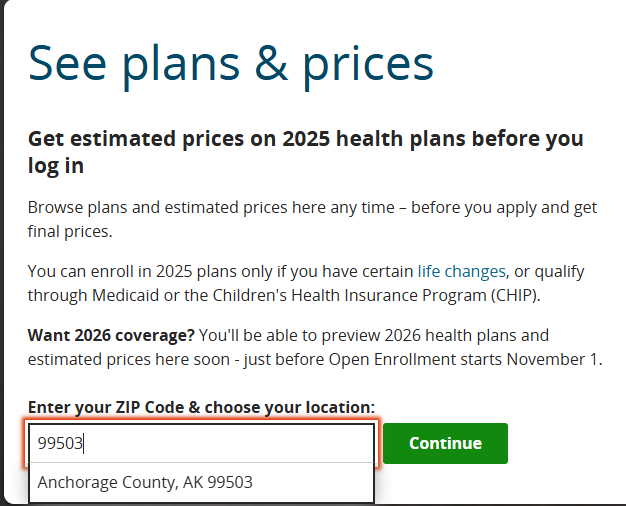 See plans & prices
Get estimated prices on 2025 health plans before you
log in
Browse plans and estimated prices here any time – before you apply and get
final prices.
You can enroll in 2025 plans only if you have certain life changes, or qualify
through Medicaid or the Children's Health Insurance Program (CHIP).
Want 2026 coverage? You'll be able to preview 2026 health plans and
estimated prices here soon - just before Open Enrollment starts November 1.
Enter your ZIP Code & choose your location:
99503
Continue
Anchorage County, AK 99503